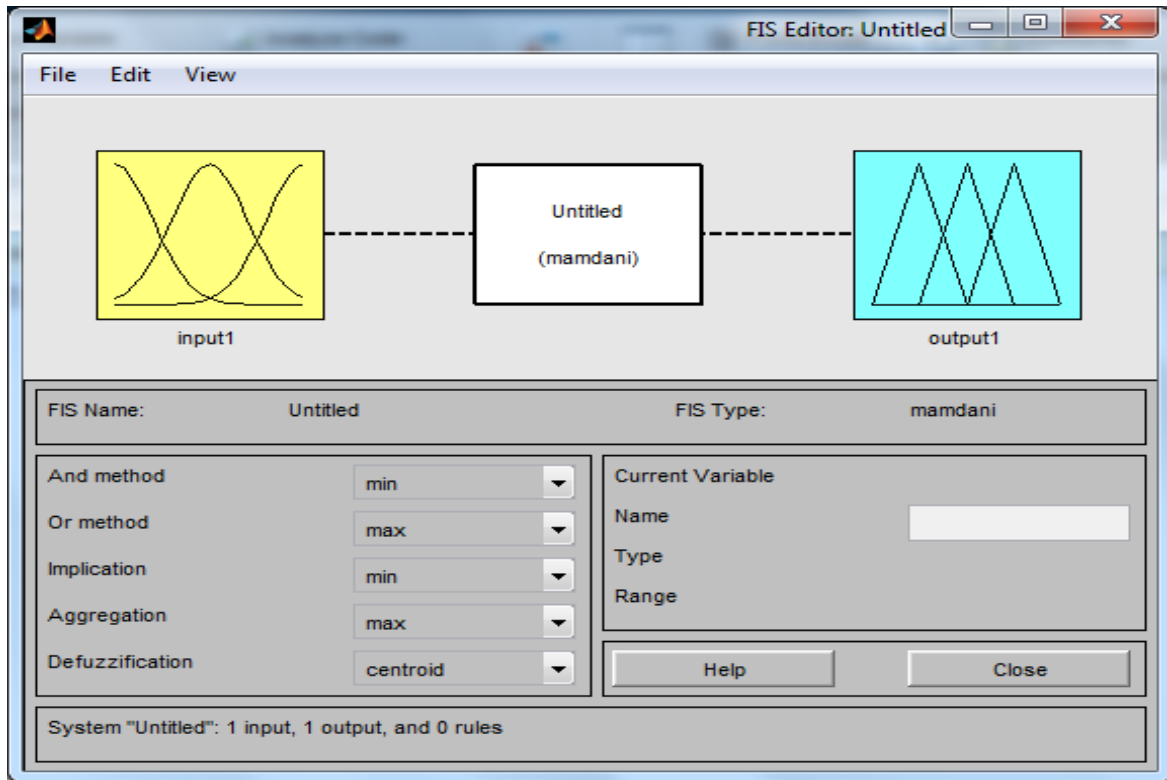 FIS Editor: Untitled
File Edit View
Untitled
(mamdani)
input1
output1
FIS Name: Untitled FIS Type: mamdani
And method min
Or method max
Implication min
Aggregation max
Defuzzification centroid
Current Variable
Name
Type
Range
Help Close
System "Untitled": 1 input, 1 output, and 0 rules